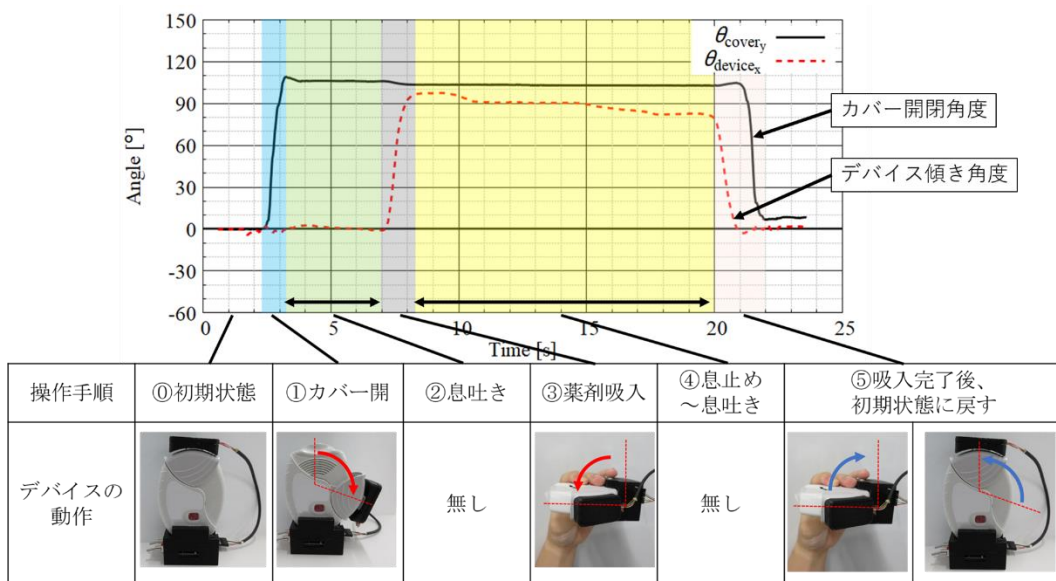 150
120
90
60
30
0
-30
-60
Angle [°]
θcover_y
θdevice_x
カバー開閉角度
デバイス傾き角度
0
5
10
15
20
25
Time [s]
操作手順
⓪初期状態
①カバー開
②息吐き
③薬剤吸入
④息止め
～息吐き
⑤吸入完了後、
初期状態に戻す
デバイスの
動作
無し
無し